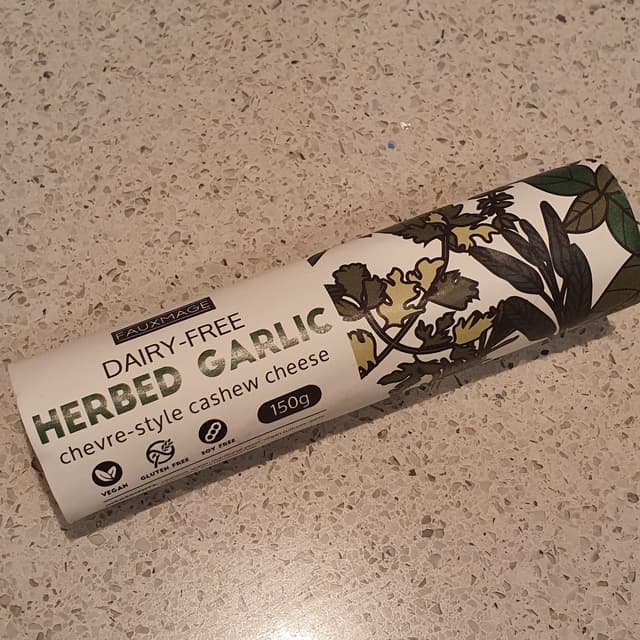 FAUXMAGE
DAIRY-FREE
HERBED GARLIC
chevre-style cashew cheese
150g
VEGAN
GLUTEN FREE
SOY FREE